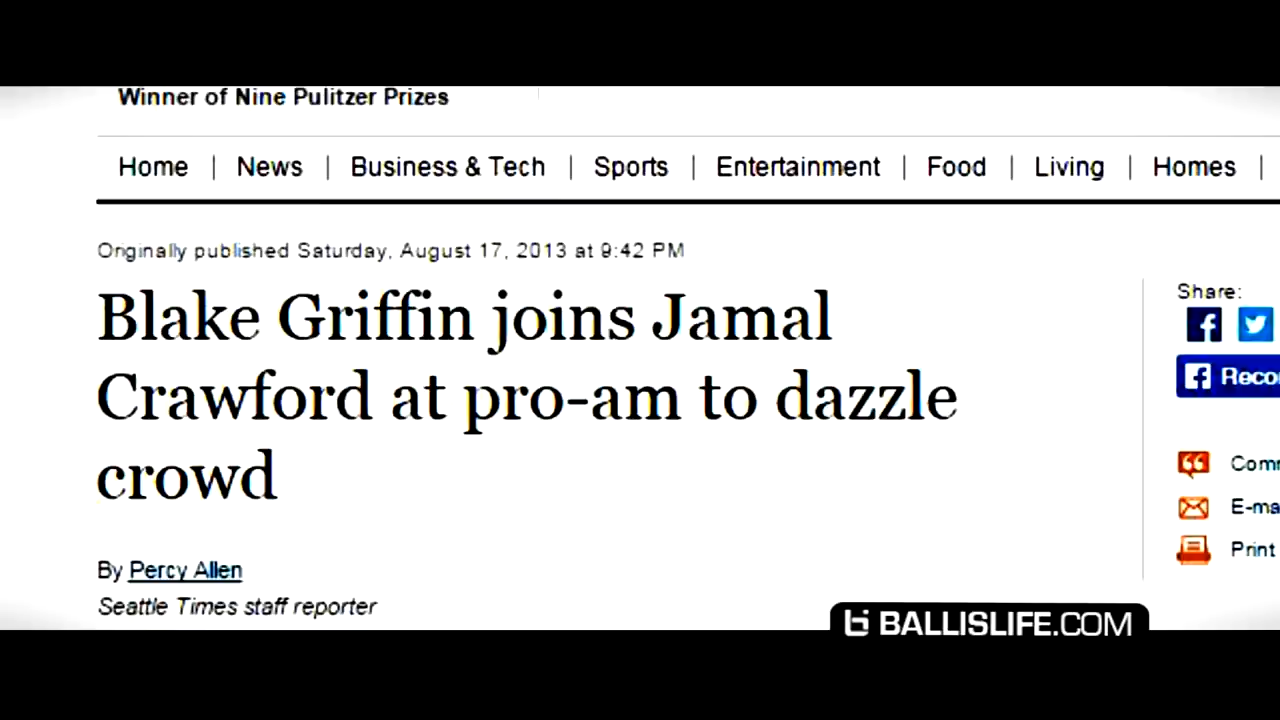 Winner of Nine Pulitzer Prizes
Home | News | Business & Tech | Sports | Entertainment | Food | Living | Homes |
Originally published Saturday, August 17, 2013 at 9:42 PM
Blake Griffin joins Jamal
Crawford at pro-am to dazzle
crowd
By Percy Allen
Seattle Times staff reporter
Share:
Print
BALLISLIFE.COM